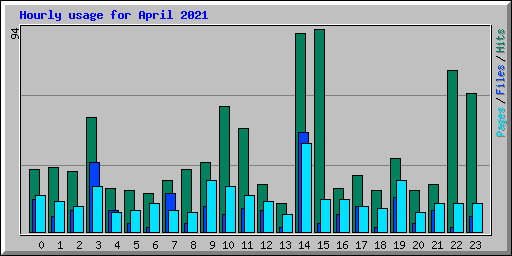 Hourly usage for April 2021
94
Pages/Files/Hits
0 1 2 3 4 5 6 7 8 9 10 11 12 13 14 15 16 17 18 19 20 21 22 23